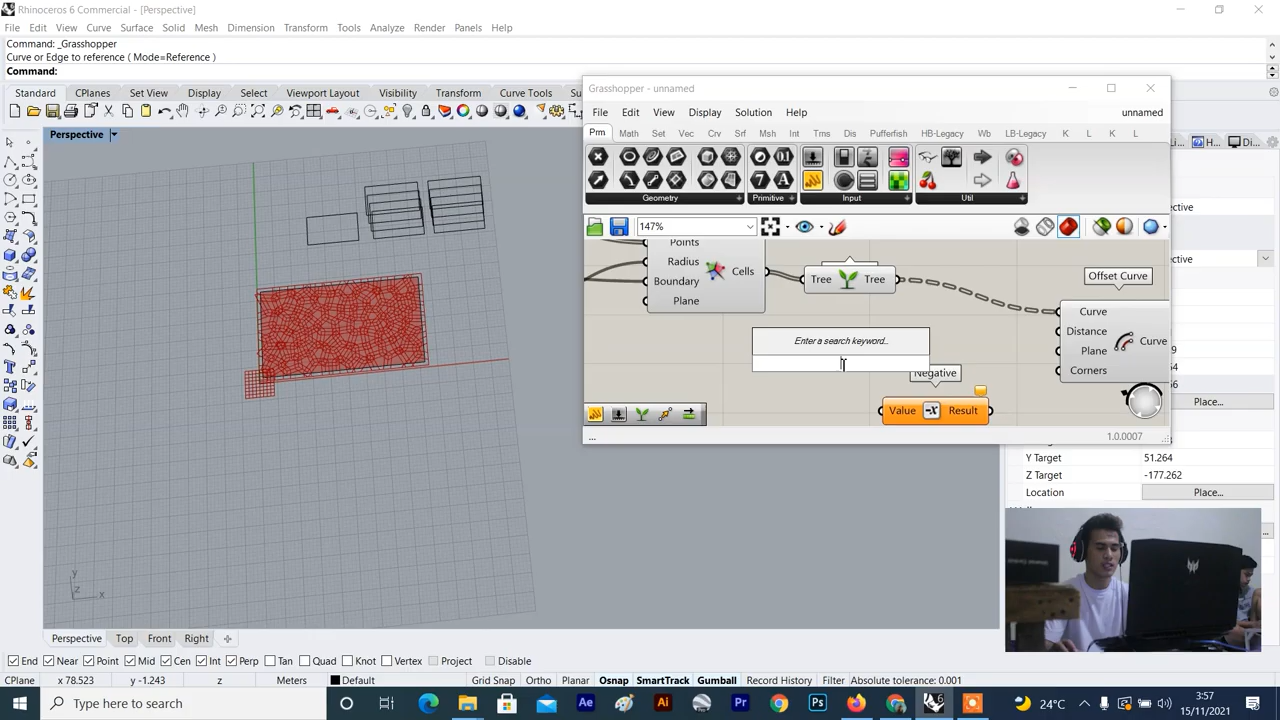 Rhinoceros 6 Commercial - [Perspective]
File Edit View Curve Surface Solid Mesh Dimension Transform Tools Analyze Render Panels Help
Command: _Grasshopper
Curve or Edge to reference ( Mode=Reference )
Command:
Standard CPlanes Set View Display Select Viewport Layout Visibility Transform Curve Tools
Perspective
Grasshopper - unnamed
File Edit View Display Solution Help unnamed
Prm Math Set Vec Crv Srf Msh Int Trns Dis Pufferfish HB-Legacy Wb LB-Legacy K L K L
Geometry Primitive Input Util
147%
Points
Radius Cells
Boundary
Plane
Tree Tree
Offset Curve
Curve
Distance
Plane Curve
Corners
Enter a search keyword...
Negative
Value -X Result
... 1.0.0007
Place...
Y Target 51.264
Z Target -177.262
Location Place...
y
z x
Perspective Top Front Right
End Near Point Mid Cen Int Perp Tan Quad Knot Vertex Project Disable
CPlane x 78.523 y -1.243 z Meters Default Grid Snap Ortho Planar Osnap SmartTrack Gumball Record History Filter Absolute tolerance: 0.001
Type here to search
Ae Ai Pr Ps
24°C
3:57
15/11/2021